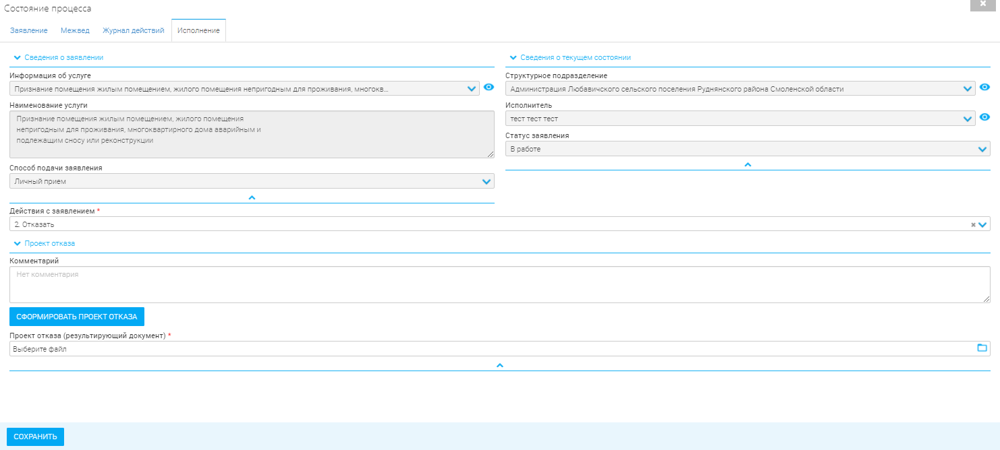 Состояние процесса
Заявление Межвед Журнал действий Исполнение
Сведения о заявлении
Информация об услуге
Признание помещения жилым помещением, жилого помещения непригодным для проживания, многокв...
Наименование услуги
Признание помещения жилым помещением, жилого помещения
непригодным для проживания, многоквартирного дома аварийным и
подлежащим сносу или реконструкции
Способ подачи заявления
Личный прием
Сведения о текущем состоянии
Структурное подразделение
Администрация Любавичского сельского поселения Руднянского района Смоленской области
Исполнитель
тест тест тест
Статус заявления
В работе
Действия с заявлением *
2. Отказать
Проект отказа
Комментарий
Нет комментария
СФОРМИРОВАТЬ ПРОЕКТ ОТКАЗА
Проект отказа (результирующий документ) *
Выберите файл
СОХРАНИТЬ